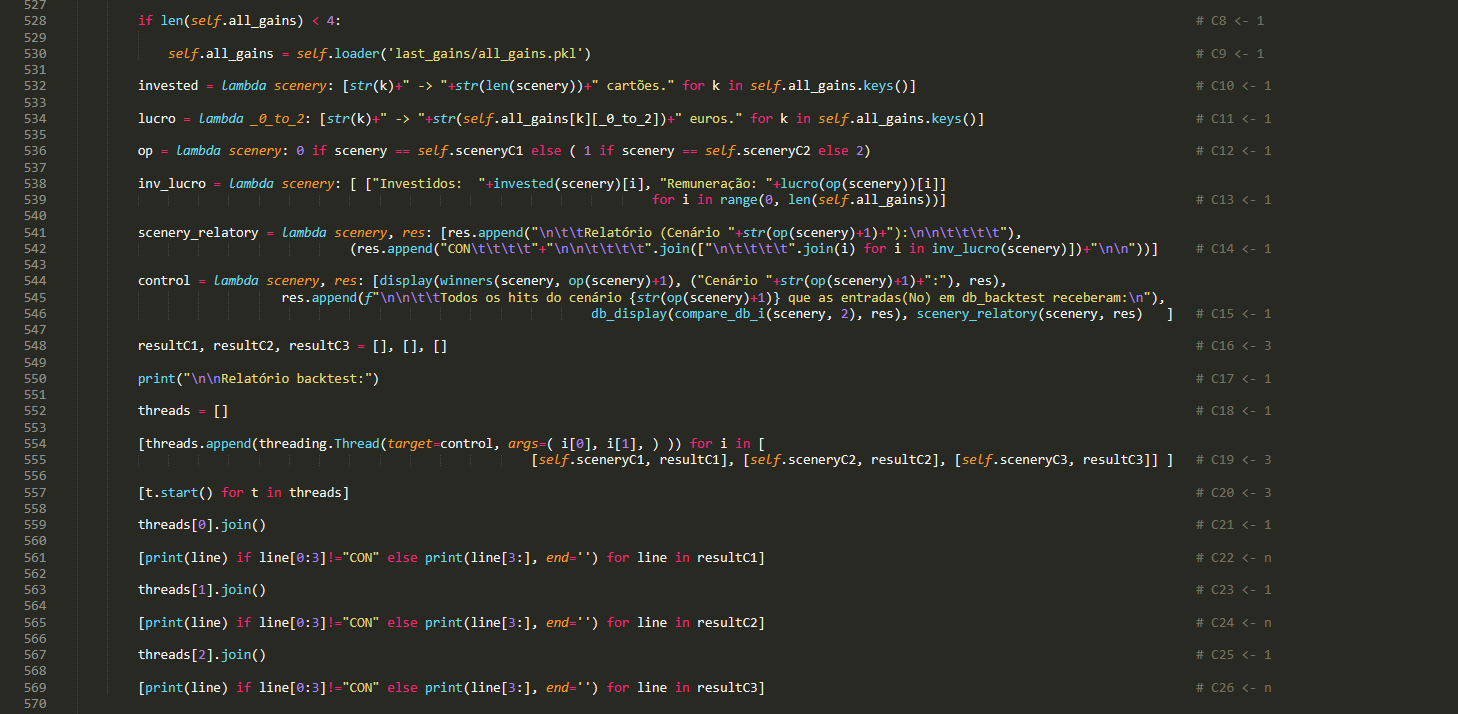 527
528 if len(self.all_gains) < 4: # C8 <- 1
529
530 self.all_gains = self.loader('last_gains/all_gains.pkl') # C9 <- 1
531
532 invested = lambda scenery: [str(k)+" -> "+str(len(scenery))+" cartões." for k in self.all_gains.keys()] # C10 <- 1
533
534 lucro = lambda _0_to_2: [str(k)+" -> "+str(self.all_gains[k][_0_to_2])+" euros." for k in self.all_gains.keys()] # C11 <- 1
535
536 op = lambda scenery: 0 if scenery == self.sceneryC1 else ( 1 if scenery == self.sceneryC2 else 2) # C12 <- 1
537
538 inv_lucro = lambda scenery: [ ["Investidos:  "+invested(scenery)[i], "Remuneração: "+lucro(op(scenery))[i]]
539 for i in range(0, len(self.all_gains))] # C13 <- 1
540
541 scenery_relatory = lambda scenery, res: [res.append("\n\t\tRelatório (Cenário "+str(op(scenery)+1)+"):\n\n\t\t\t\t"),
542 (res.append("CON\t\t\t\t"+"\n\n\t\t\t\t".join(["\n\t\t\t\t".join(i) for i in inv_lucro(scenery)])+"\n\n"))] # C14 <- 1
543
544 control = lambda scenery, res: [display(winners(scenery, op(scenery)+1), ("Cenário "+str(op(scenery)+1)+":"), res),
545 res.append(f"\n\n\t\tTodos os hits do cenário {str(op(scenery)+1)} que as entradas(No) em db_backtest receberam:\n"),
546 db_display(compare_db_i(scenery, 2), res), scenery_relatory(scenery, res)   ] # C15 <- 1
547
548 resultC1, resultC2, resultC3 = [], [], [] # C16 <- 3
549
550 print("\n\nRelatório backtest:") # C17 <- 1
551
552 threads = [] # C18 <- 1
553
554 [threads.append(threading.Thread(target=control, args=( i[0], i[1], ) )) for i in [
555 [self.sceneryC1, resultC1], [self.sceneryC2, resultC2], [self.sceneryC3, resultC3]] ] # C19 <- 3
556
557 [t.start() for t in threads] # C20 <- 3
558
559 threads[0].join() # C21 <- 1
560
561 [print(line) if line[0:3]!="CON" else print(line[3:], end='') for line in resultC1] # C22 <- n
562
563 threads[1].join() # C23 <- 1
564
565 [print(line) if line[0:3]!="CON" else print(line[3:], end='') for line in resultC2] # C24 <- n
566
567 threads[2].join() # C25 <- 1
568
569 [print(line) if line[0:3]!="CON" else print(line[3:], end='') for line in resultC3] # C26 <- n
570